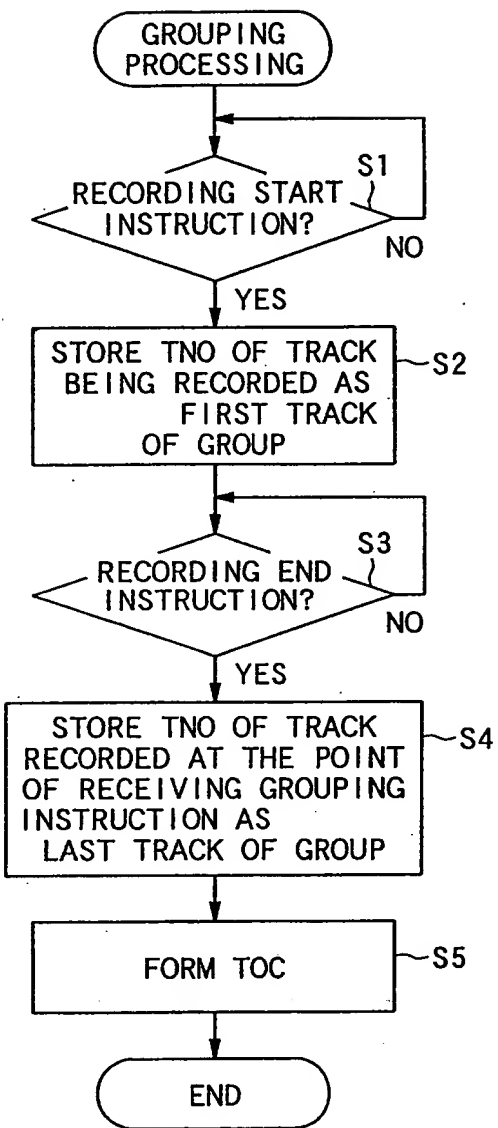 GROUPING
PROCESSING
S1
RECORDING START
INSTRUCTION?
NO
YES
STORE TNO OF TRACK
BEING RECORDED AS
FIRST TRACK
OF GROUP
S2
S3
RECORDING END
INSTRUCTION?
NO
YES
STORE TNO OF TRACK
RECORDED AT THE POINT
OF RECEIVING GROUPING
INSTRUCTION AS
LAST TRACK OF GROUP
S4
FORM TOC
S5
END